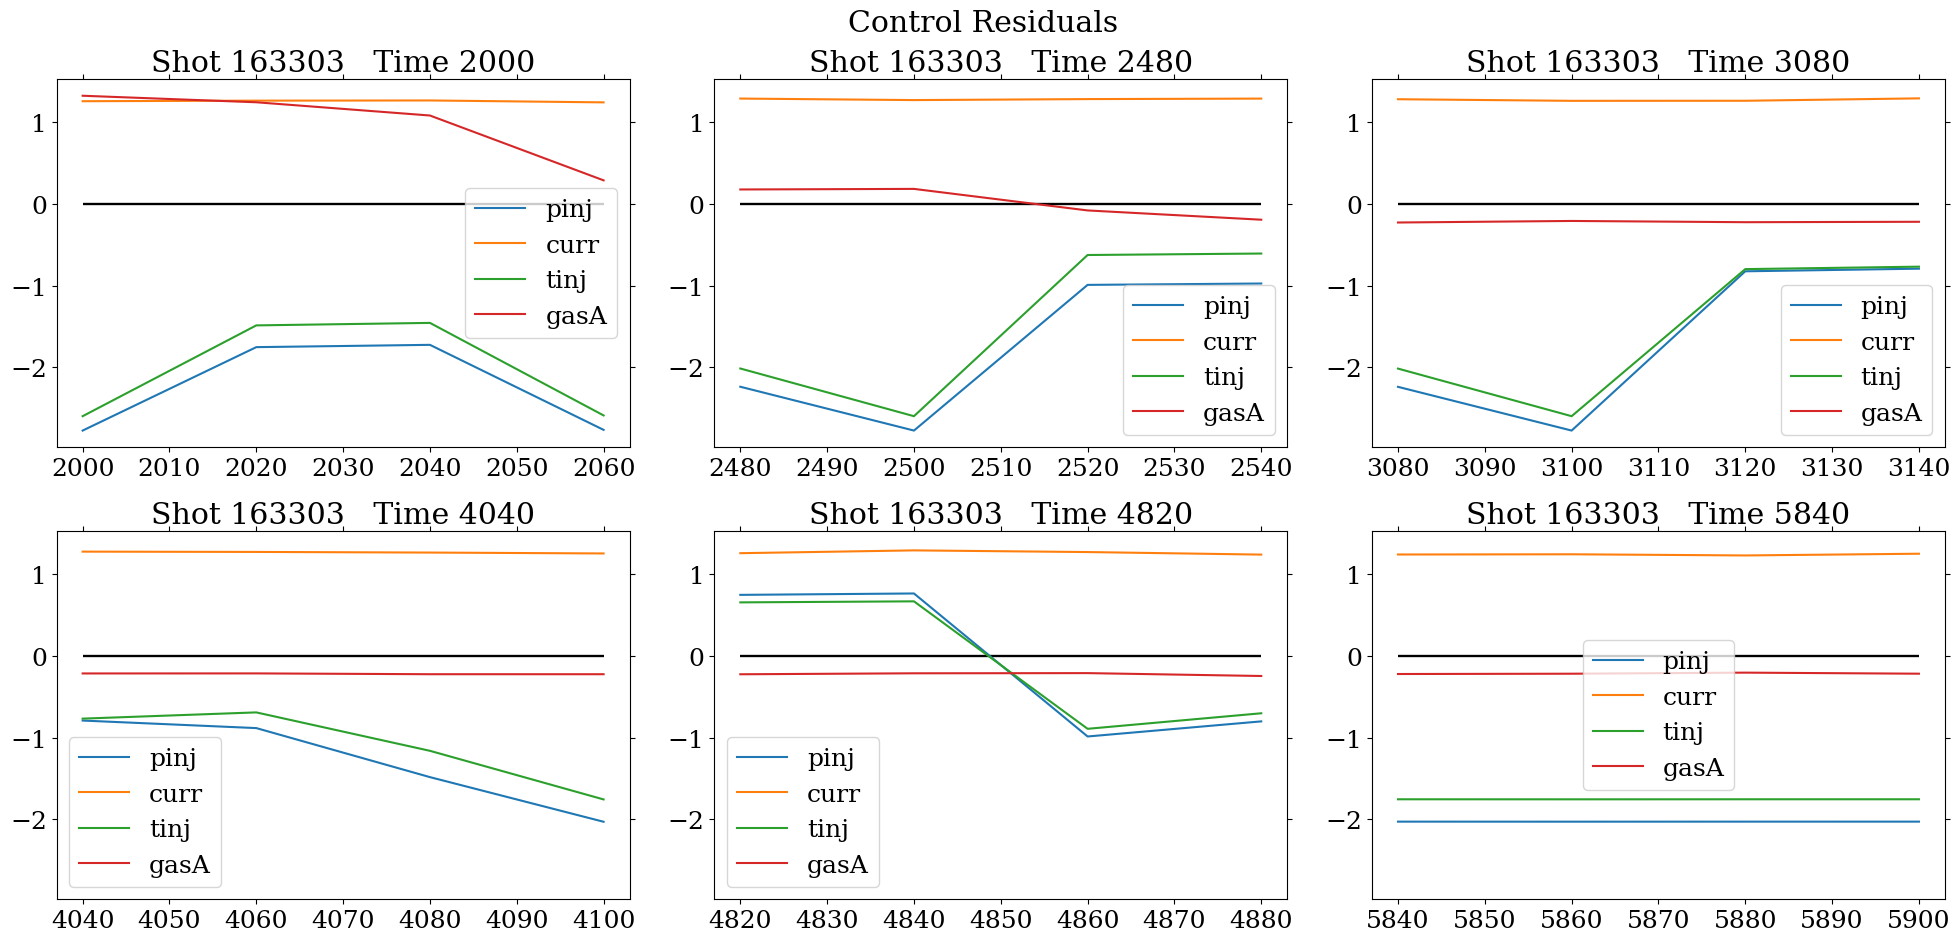 Control Residuals
Shot 163303   Time 2000
1
0
−1
−2
pinj
curr
tinj
gasA
2000 2010 2020 2030 2040 2050 2060
Shot 163303   Time 2480
1
0
−1
−2
pinj
curr
tinj
gasA
2480 2490 2500 2510 2520 2530 2540
Shot 163303   Time 3080
1
0
−1
−2
pinj
curr
tinj
gasA
3080 3090 3100 3110 3120 3130 3140
Shot 163303   Time 4040
1
0
−1
−2
pinj
curr
tinj
gasA
4040 4050 4060 4070 4080 4090 4100
Shot 163303   Time 4820
1
0
−1
−2
pinj
curr
tinj
gasA
4820 4830 4840 4850 4860 4870 4880
Shot 163303   Time 5840
1
0
−1
−2
pinj
curr
tinj
gasA
5840 5850 5860 5870 5880 5890 5900